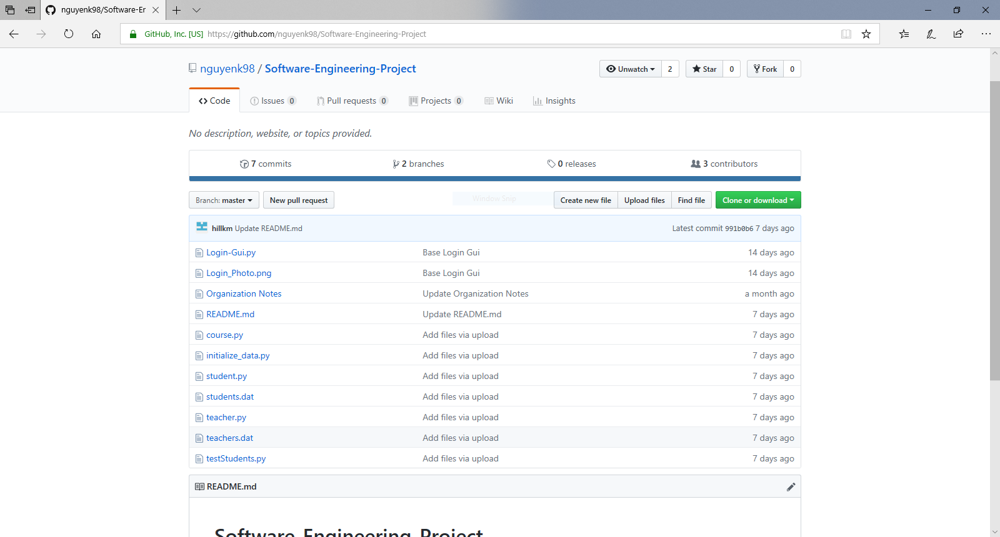 nguyenk98/Software-Er
GitHub, Inc. [US] https://github.com/nguyenk98/Software-Engineering-Project
nguyenk98 / Software-Engineering-Project
Unwatch 2 Star 0 Fork 0
Code Issues 0 Pull requests 0 Projects 0 Wiki Insights
No description, website, or topics provided.
7 commits 2 branches 0 releases 3 contributors
Branch: master New pull request Window Snip Create new file Upload files Find file Clone or download
hillkm Update README.md Latest commit 991b0b6 7 days ago
Login-Gui.py Base Login Gui 14 days ago
Login_Photo.png Base Login Gui 14 days ago
Organization Notes Update Organization Notes a month ago
README.md Update README.md 7 days ago
course.py Add files via upload 7 days ago
initialize_data.py Add files via upload 7 days ago
student.py Add files via upload 7 days ago
students.dat Add files via upload 7 days ago
teacher.py Add files via upload 7 days ago
teachers.dat Add files via upload 7 days ago
testStudents.py Add files via upload 7 days ago
README.md
Software-Engineering-Project